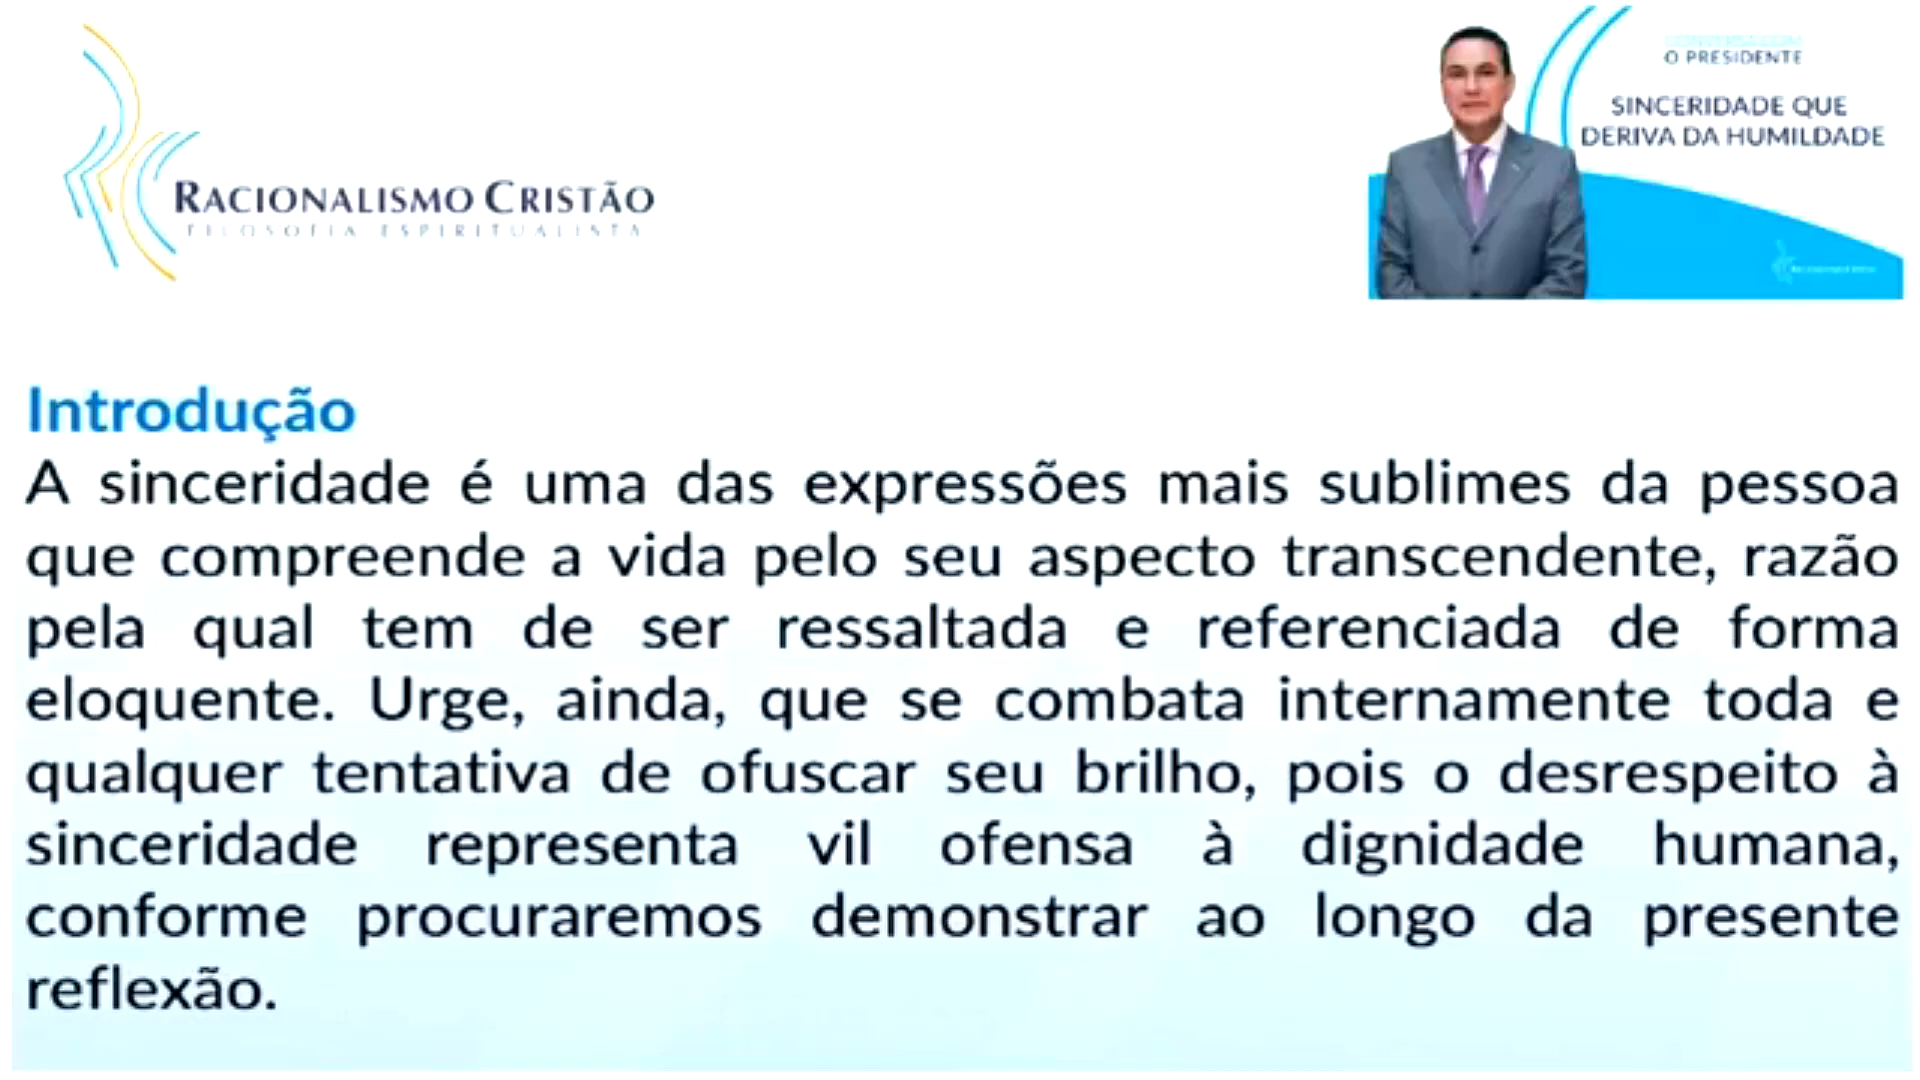 RACIONALISMO CRISTÃO
FILOSOFIA ESPIRITUALISTA
O PRESIDENTE
SINCERIDADE QUE
DERIVA DA HUMILDADE
Introdução
A sinceridade é uma das expressões mais sublimes da pessoa
que compreende a vida pelo seu aspecto transcendente, razão
pela qual tem de ser ressaltada e referenciada de forma
eloquente. Urge, ainda, que se combata internamente toda e
qualquer tentativa de ofuscar seu brilho, pois o desrespeito à
sinceridade representa vil ofensa à dignidade humana,
conforme procuraremos demonstrar ao longo da presente
reflexão.